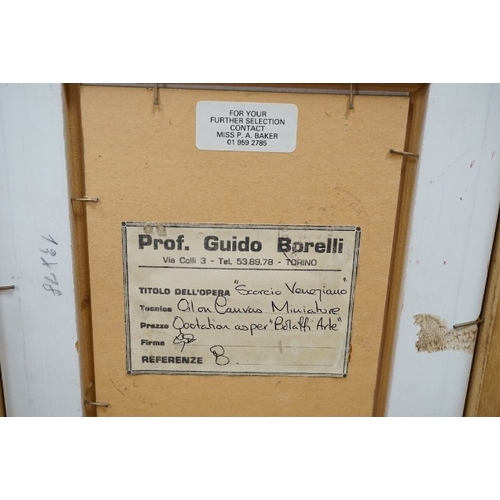 FOR YOUR
FURTHER SELECTION
CONTACT
MISS P. A. BAKER
01 959 2785
Prof. Guido Borelli
Via Colli 3 - Tel. 53.89.78 - TORINO
TITOLO DELL'OPERA "Scorcio Veneziano"
Tecnica Oil on Canvas Miniature
Prezzo Quotation as per "Bolaffi Arte"
Firma
REFERENZE B.
19x78